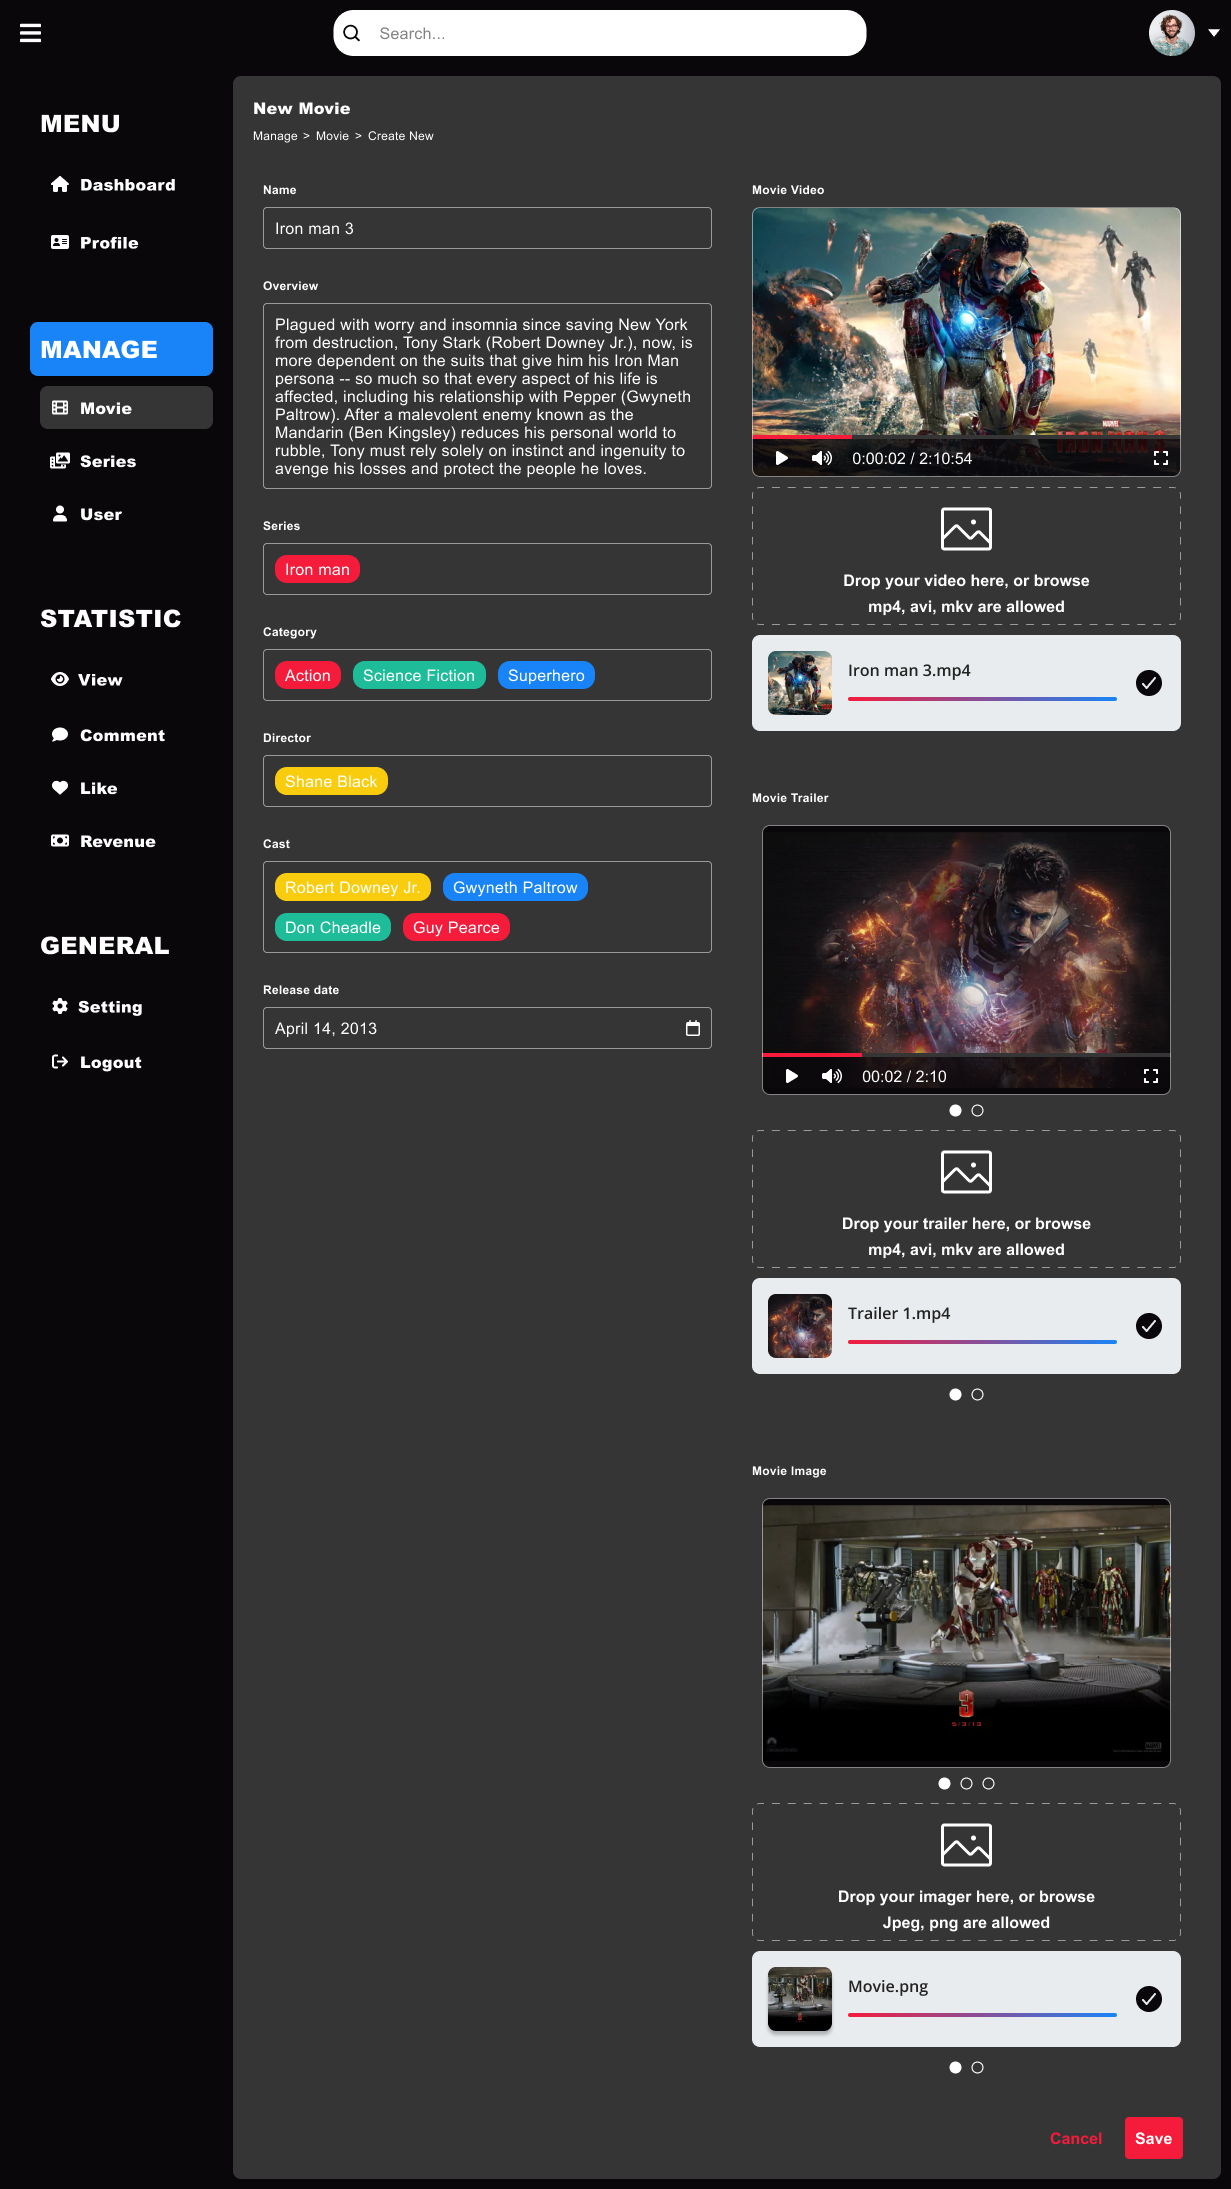 Search...
MENU
Dashboard
Profile
MANAGE
Movie
Series
User
STATISTIC
View
Comment
Like
Revenue
GENERAL
Setting
Logout
New Movie
Manage > Movie > Create New
Name
Iron man 3
Overview
Plagued with worry and insomnia since saving New York
from destruction, Tony Stark (Robert Downey Jr.), now, is
more dependent on the suits that give him his Iron Man
persona -- so much so that every aspect of his life is
affected, including his relationship with Pepper (Gwyneth
Paltrow). After a malevolent enemy known as the
Mandarin (Ben Kingsley) reduces his personal world to
rubble, Tony must rely solely on instinct and ingenuity to
avenge his losses and protect the people he loves.
Series
Iron man
Category
Action Science Fiction Superhero
Director
Shane Black
Cast
Robert Downey Jr. Gwyneth Paltrow
Don Cheadle Guy Pearce
Release date
April 14, 2013
Movie Video
MARVEL
IRON MAN 3
0:00:02 / 2:10:54
Drop your video here, or browse
mp4, avi, mkv are allowed
Iron man 3.mp4
Movie Trailer
00:02 / 2:10
Drop your trailer here, or browse
mp4, avi, mkv are allowed
Trailer 1.mp4
Movie Image
3
5/3/13
MARVEL
Drop your imager here, or browse
Jpeg, png are allowed
Movie.png
Cancel
Save